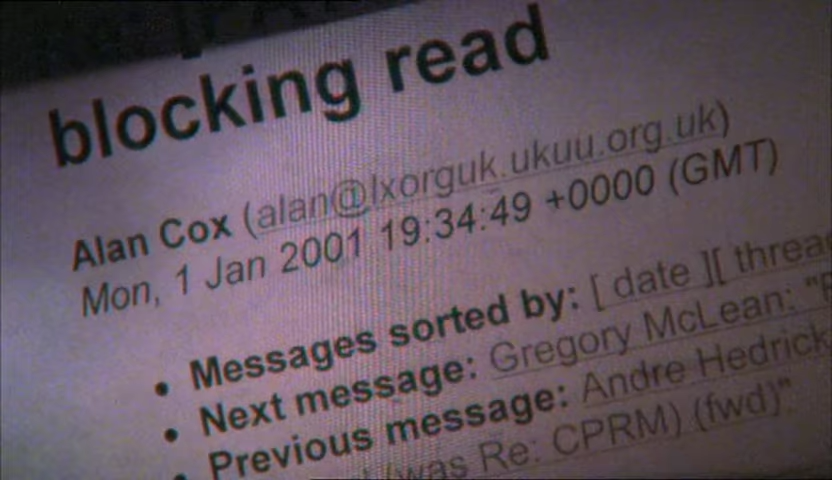 blocking read
Alan Cox (alan@lxorguk.ukuu.org.uk)
Mon, 1 Jan 2001 19:34:49 +0000 (GMT)
• Messages sorted by: [ date ][ threa
• Next message: Gregory McLean: "
• Previous message: Andre Hedrick
(was Re: CPRM) (fwd)"